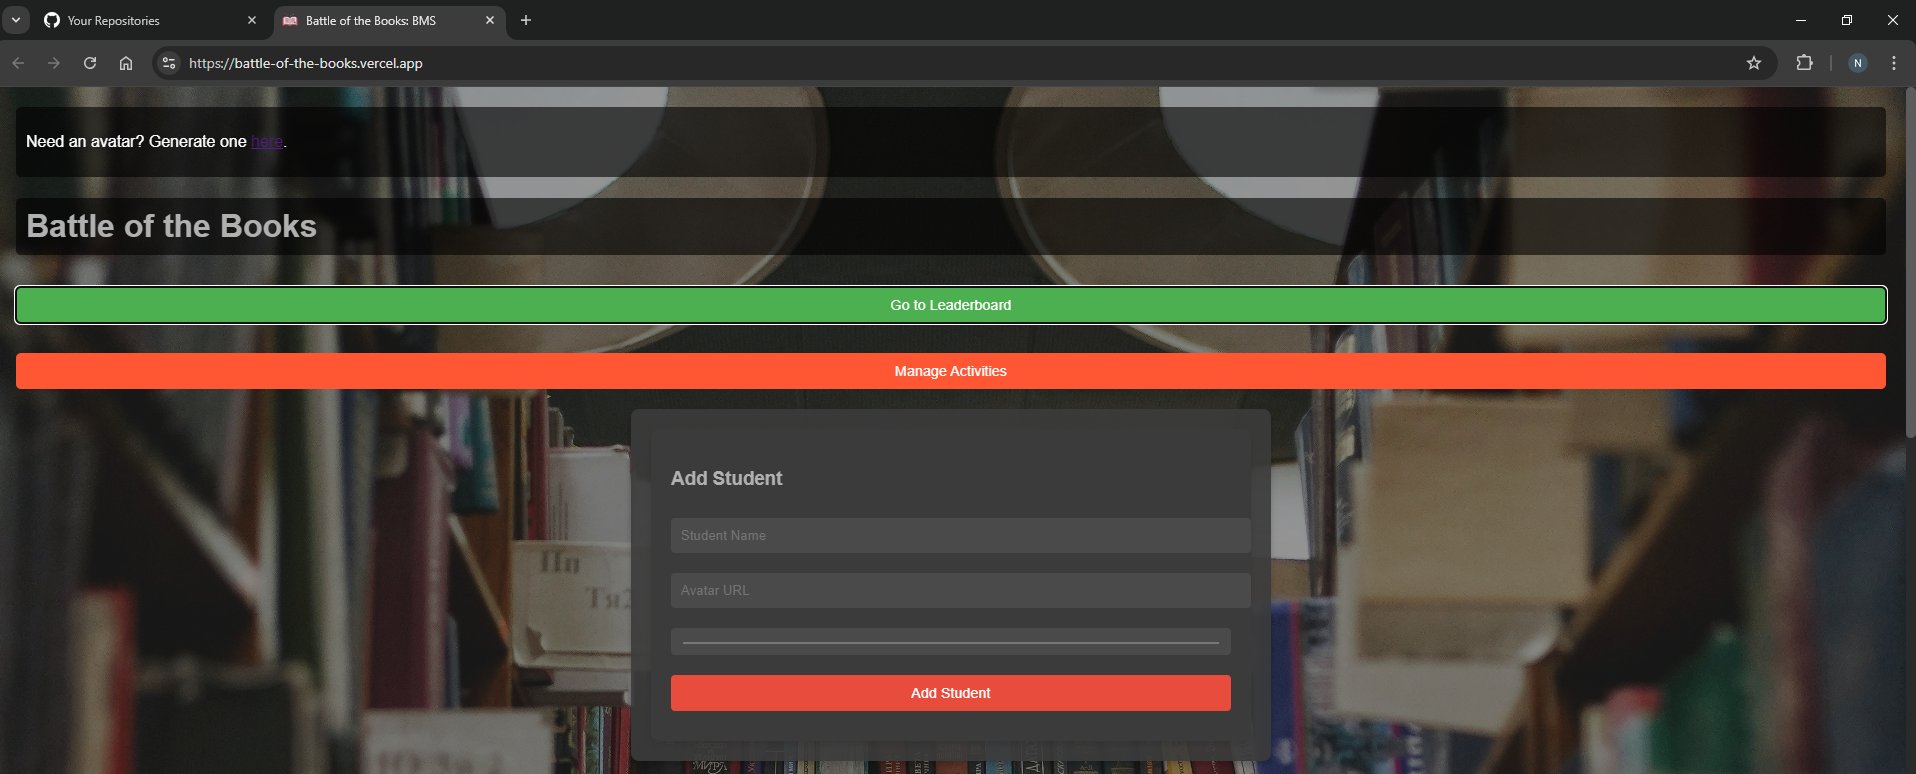 Your Repositories
Battle of the Books: BMS
https://battle-of-the-books.vercel.app
N
Need an avatar? Generate one here.
Battle of the Books
Go to Leaderboard
Manage Activities
Add Student
Student Name
Avatar URL
Add Student